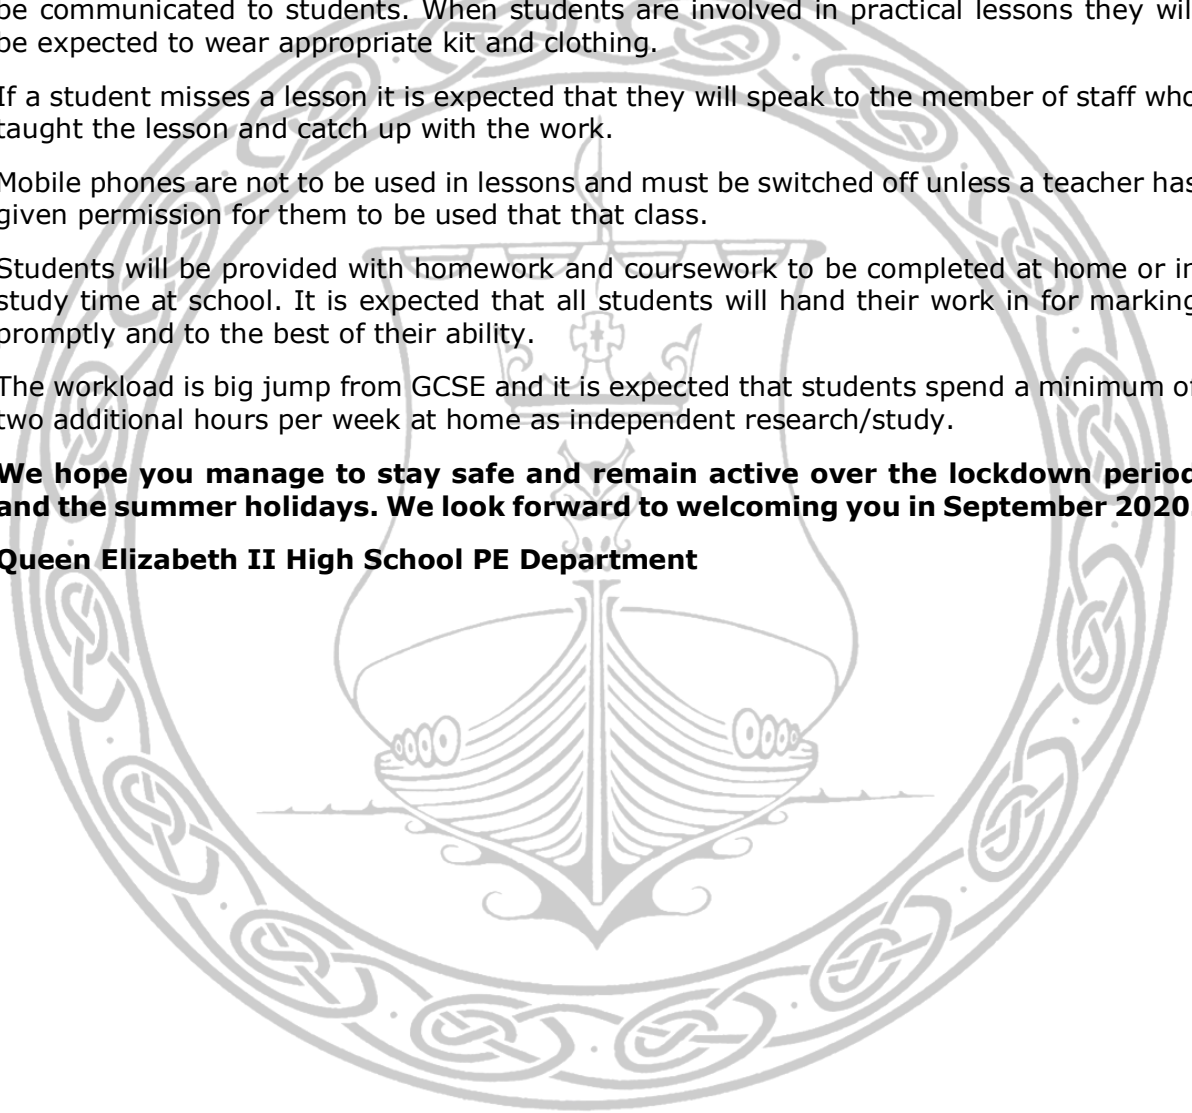 be communicated to students. When students are involved in practical lessons they will
be expected to wear appropriate kit and clothing.
If a student misses a lesson it is expected that they will speak to the member of staff who
taught the lesson and catch up with the work.
Mobile phones are not to be used in lessons and must be switched off unless a teacher has
given permission for them to be used that that class.
Students will be provided with homework and coursework to be completed at home or in
study time at school. It is expected that all students will hand their work in for marking
promptly and to the best of their ability.
The workload is big jump from GCSE and it is expected that students spend a minimum of
two additional hours per week at home as independent research/study.
We hope you manage to stay safe and remain active over the lockdown period
and the summer holidays. We look forward to welcoming you in September 2020.
Queen Elizabeth II High School PE Department